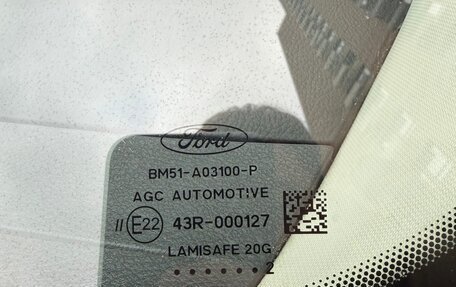 Ford
BM51-A03100-P
AGC AUTOMOTIVE
II E22 43R-000127
LAMISAFE 20G
...... 2